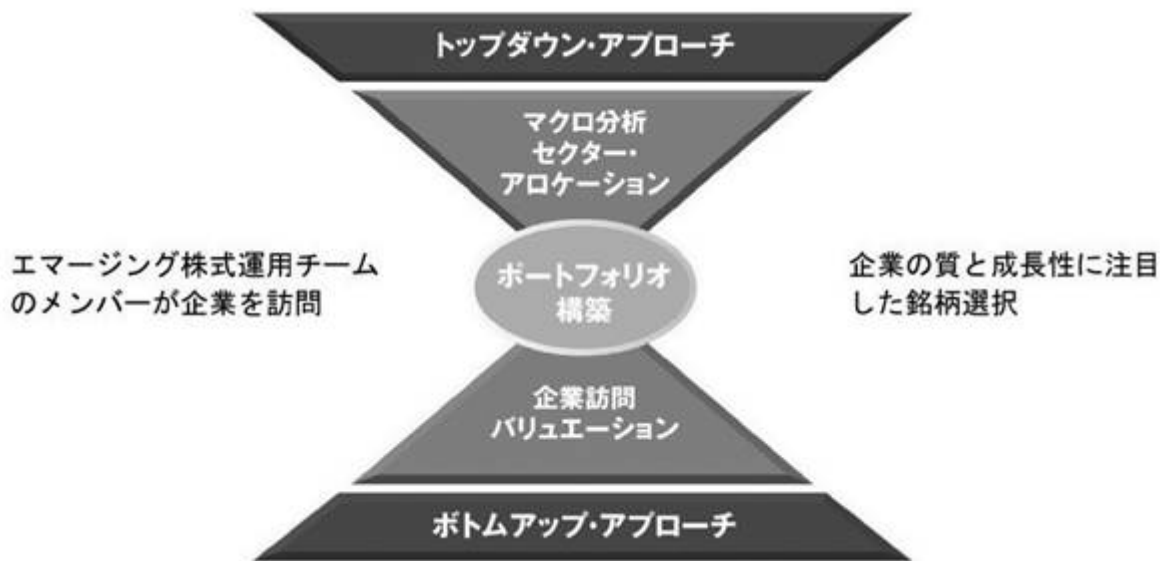 トップダウン・アプローチ
マクロ分析
セクター・
アロケーション
エマージング株式運用チーム
のメンバーが企業を訪問
ポートフォリオ
構築
企業の質と成長性に注目
した銘柄選択
企業訪問
バリュエーション
ボトムアップ・アプローチ